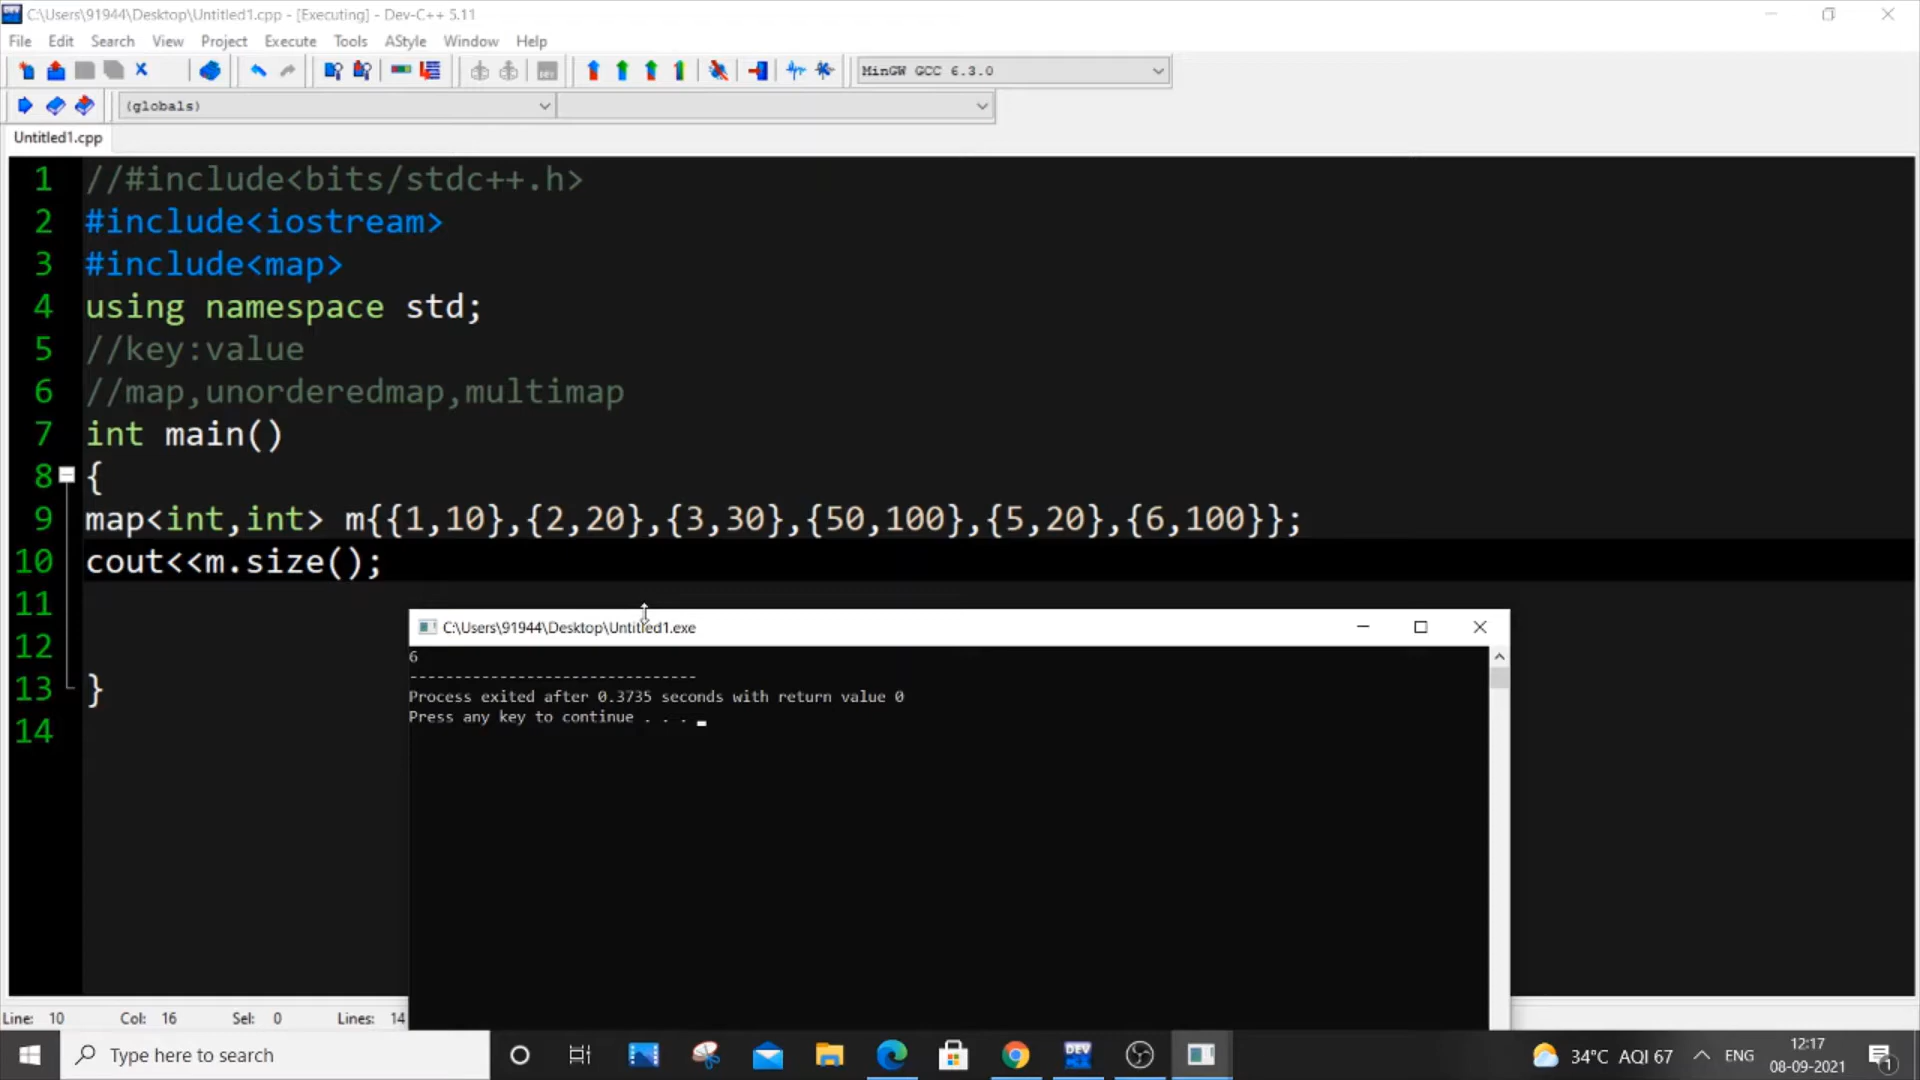 C:\Users\91944\Desktop\Untitled1.cpp - [Executing] - Dev-C++ 5.11
File Edit Search View Project Execute Tools AStyle Window Help
MinGW GCC 6.3.0
(globals)
Untitled1.cpp
1 //#include<bits/stdc++.h>
2 #include<iostream>
3 #include<map>
4 using namespace std;
5 //key:value
6 //map,unorderedmap,multimap
7 int main()
8 {
9 map<int,int> m{{1,10},{2,20},{3,30},{50,100},{5,20},{6,100}};
10 cout<<m.size();
11
12
13 }
14
C:\Users\91944\Desktop\Untitled1.exe
6
--------------------------------
Process exited after 0.3735 seconds with return value 0
Press any key to continue . . .
Line: 10 Col: 16 Sel: 0 Lines: 14
Type here to search
DEV
34°C AQI 67
ENG
12:17
08-09-2021
1